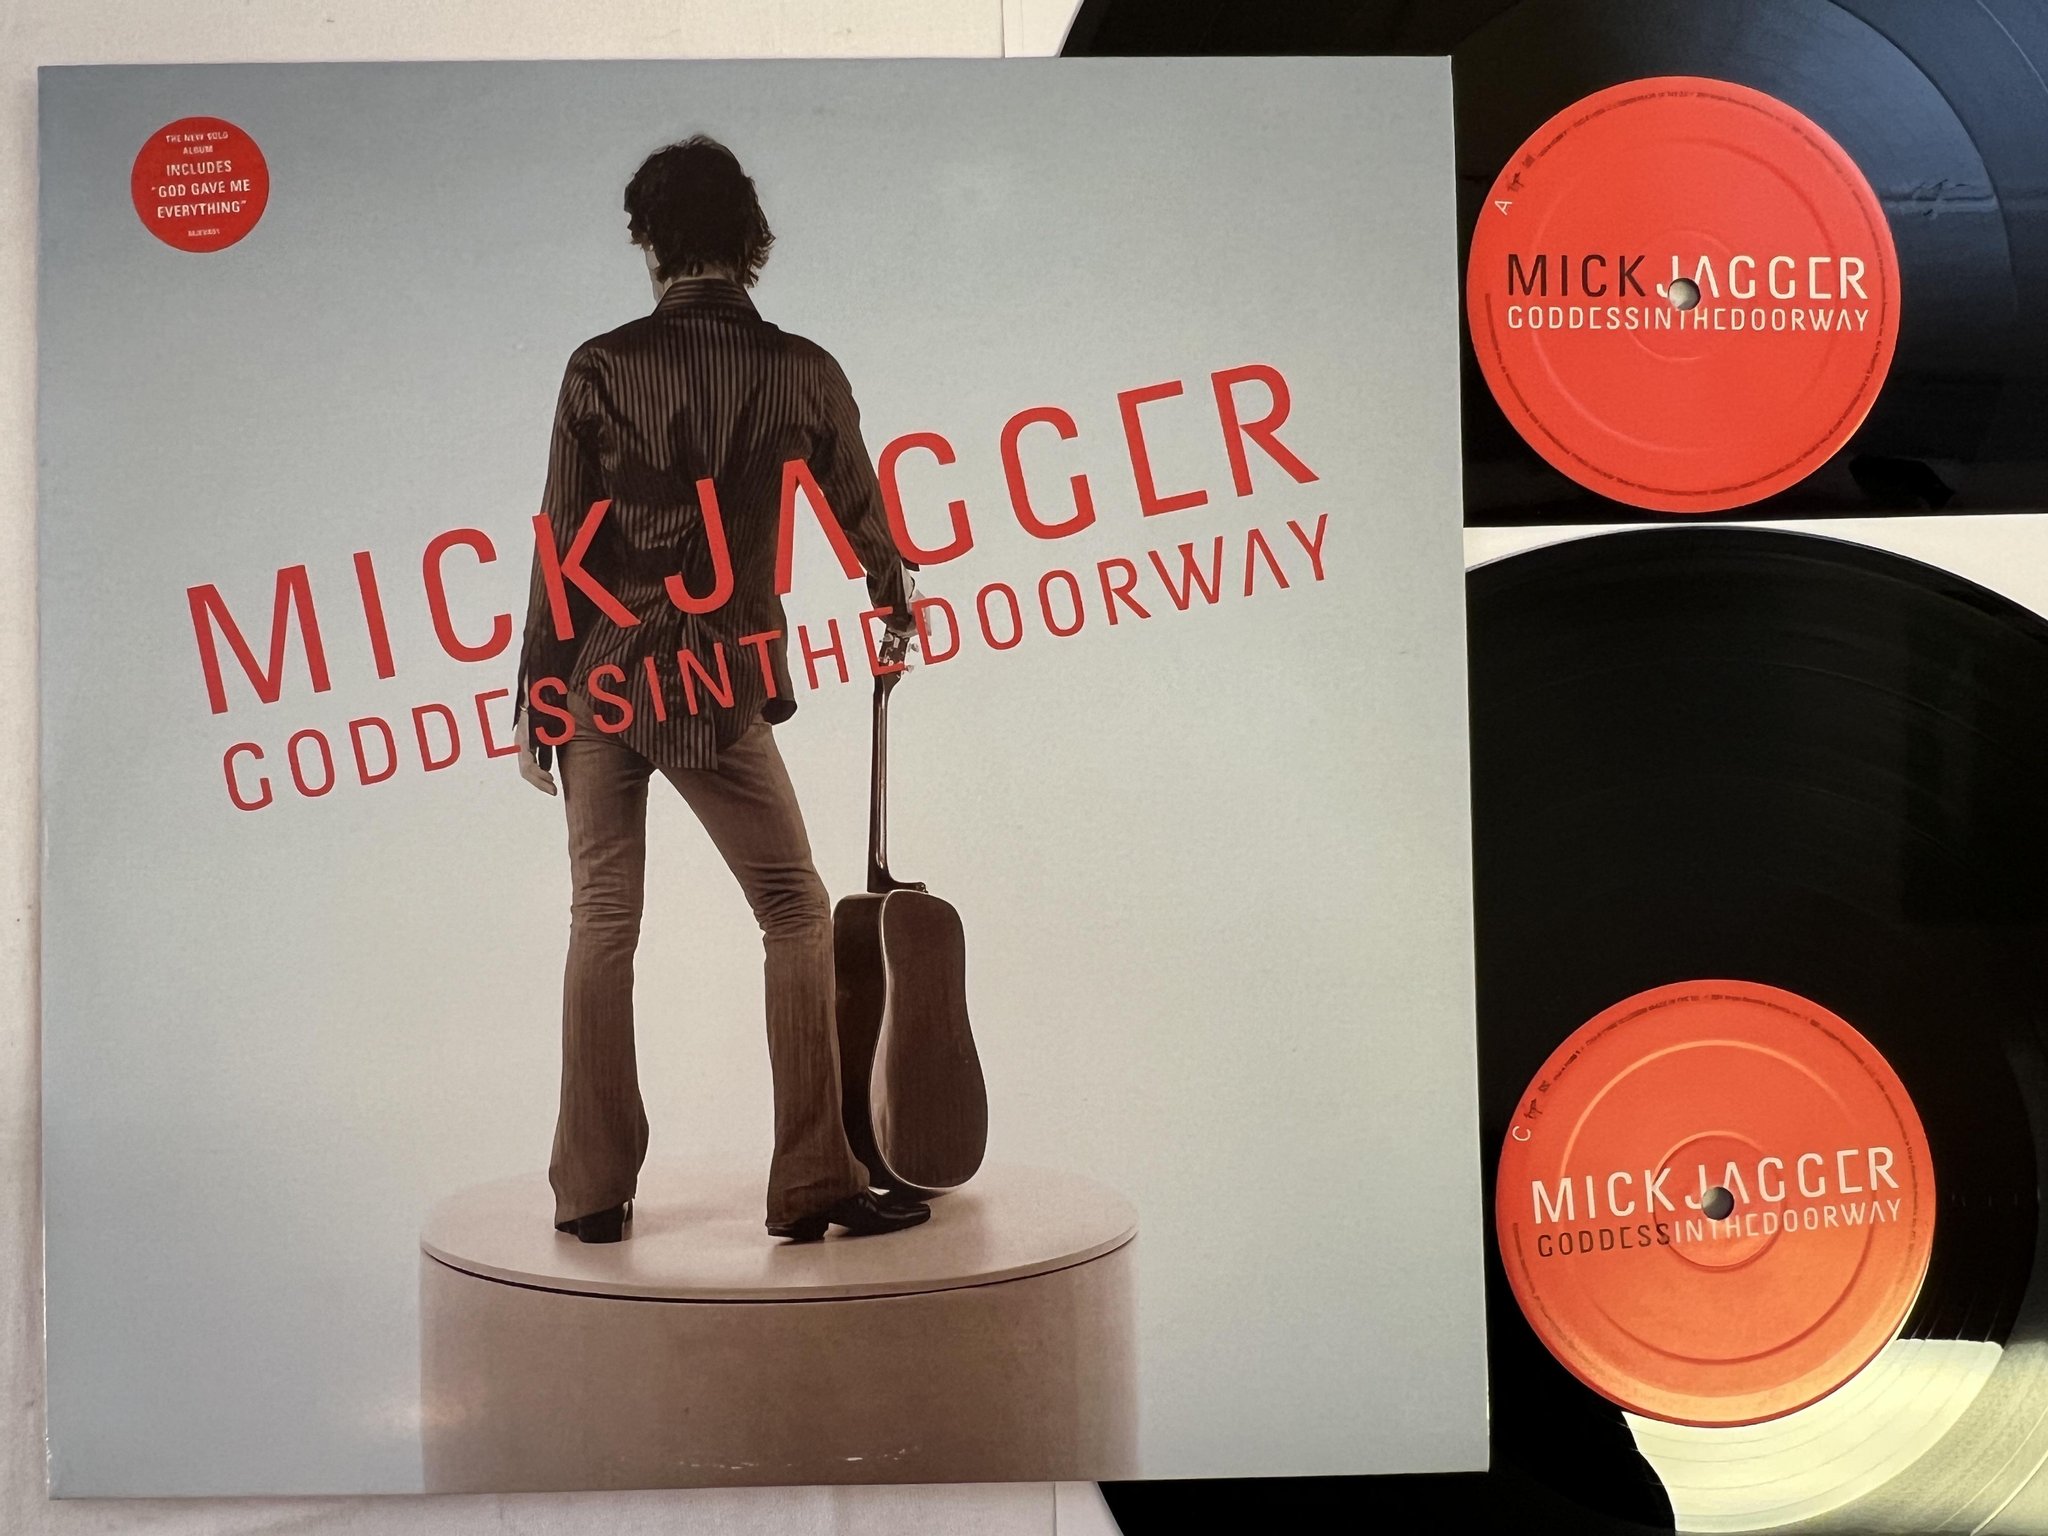 THE NEW SOLO
ALBUM
INCLUDES
"GOD GAVE ME
EVERYTHING"
MICKJAGGER
GODDESSINTHEDOORWAY
A
MICKJAGGER
GODDESSINTHEDOORWAY
C
MICKJAGGER
GODDESSINTHEDOORWAY